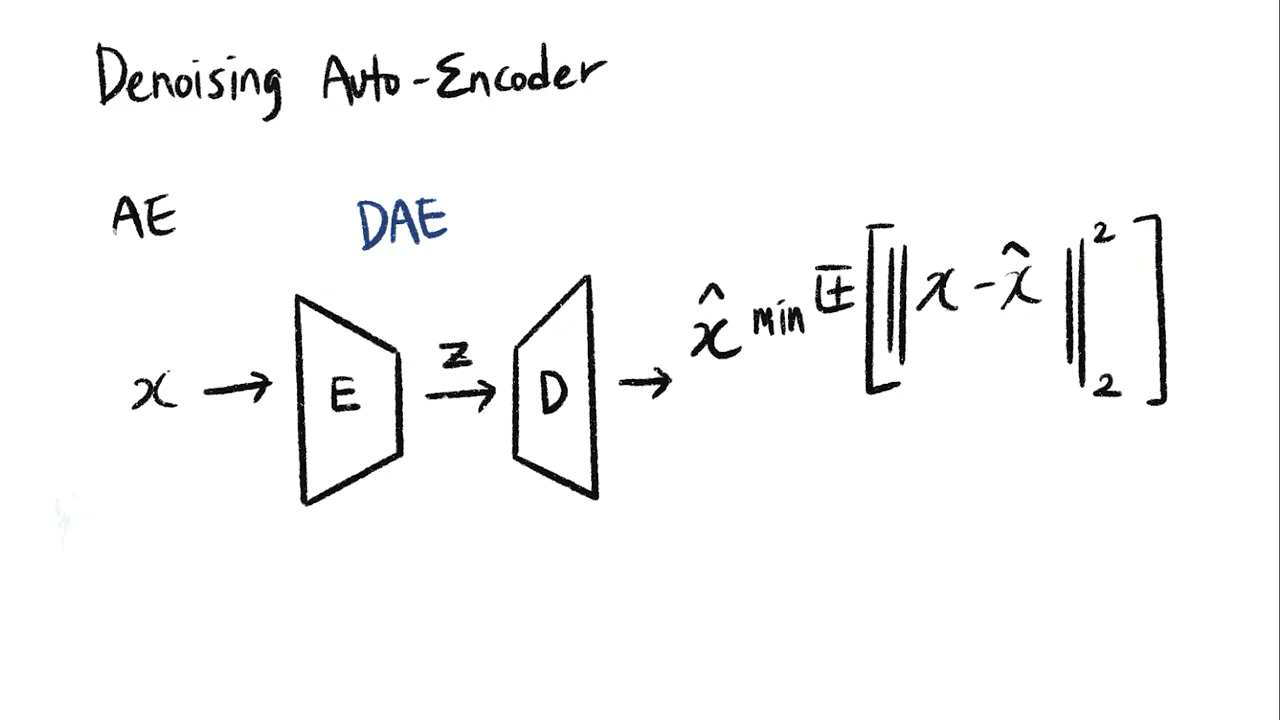 Denoising Auto-Encoder
AE DAE
x → E z → D → x̂ min 𝔼[‖x - x̂‖₂²]